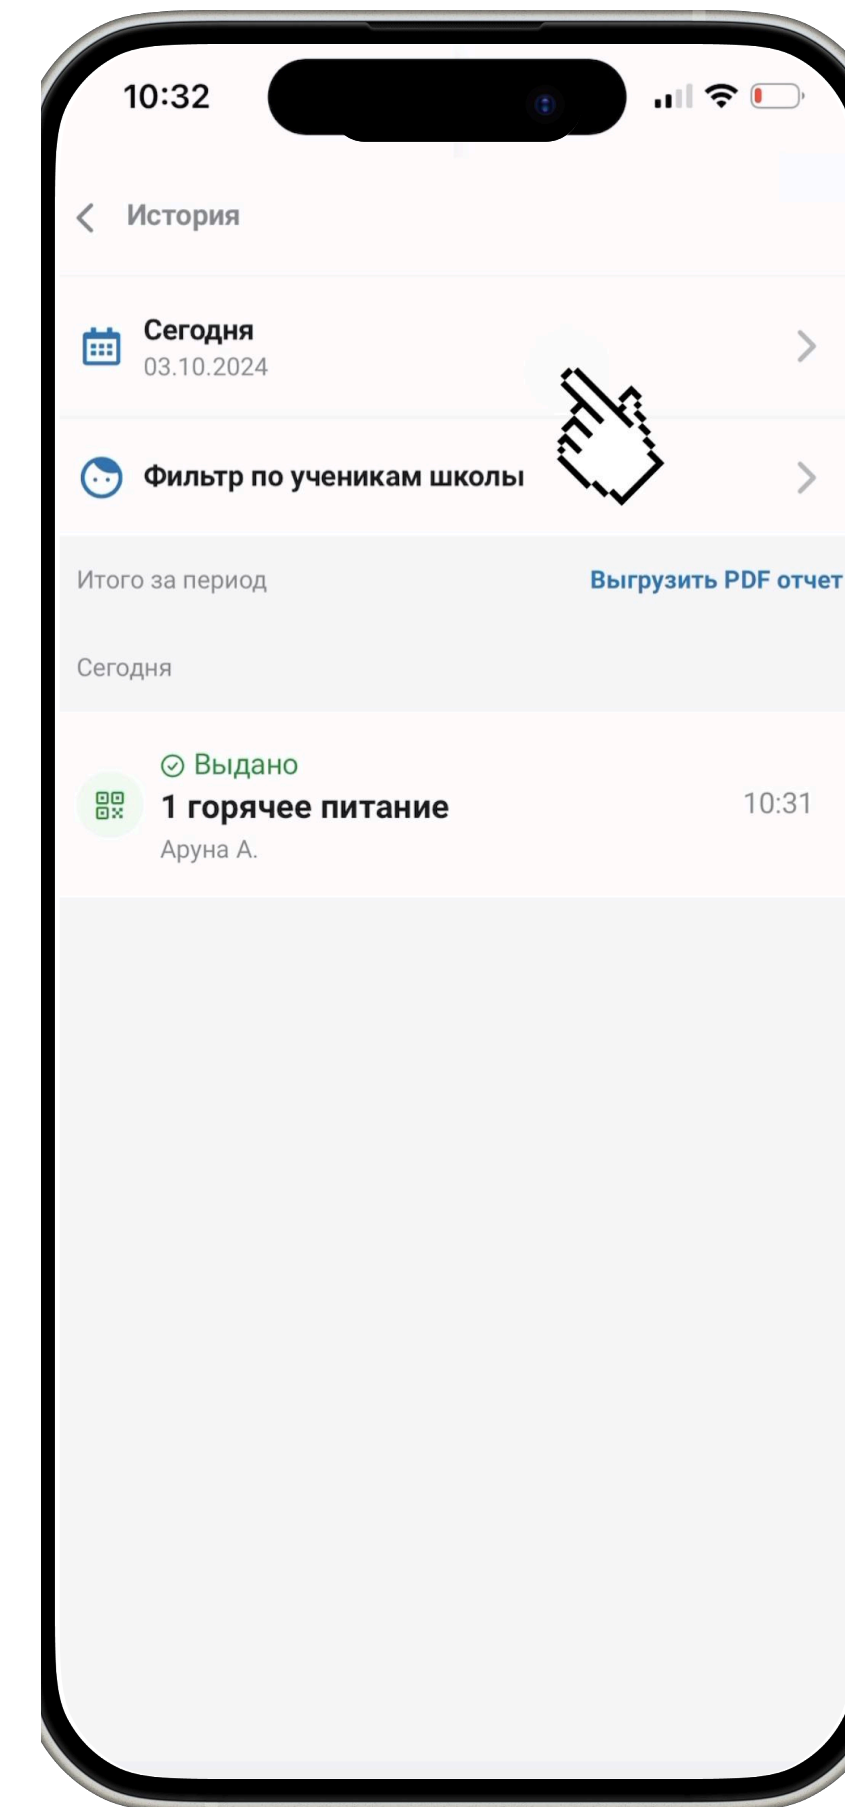 10:32
История
Сегодня
03.10.2024
Фильтр по ученикам школы
Итого за период
Выгрузить PDF отчет
Сегодня
Выдано
1 горячее питание
10:31
Аруна А.